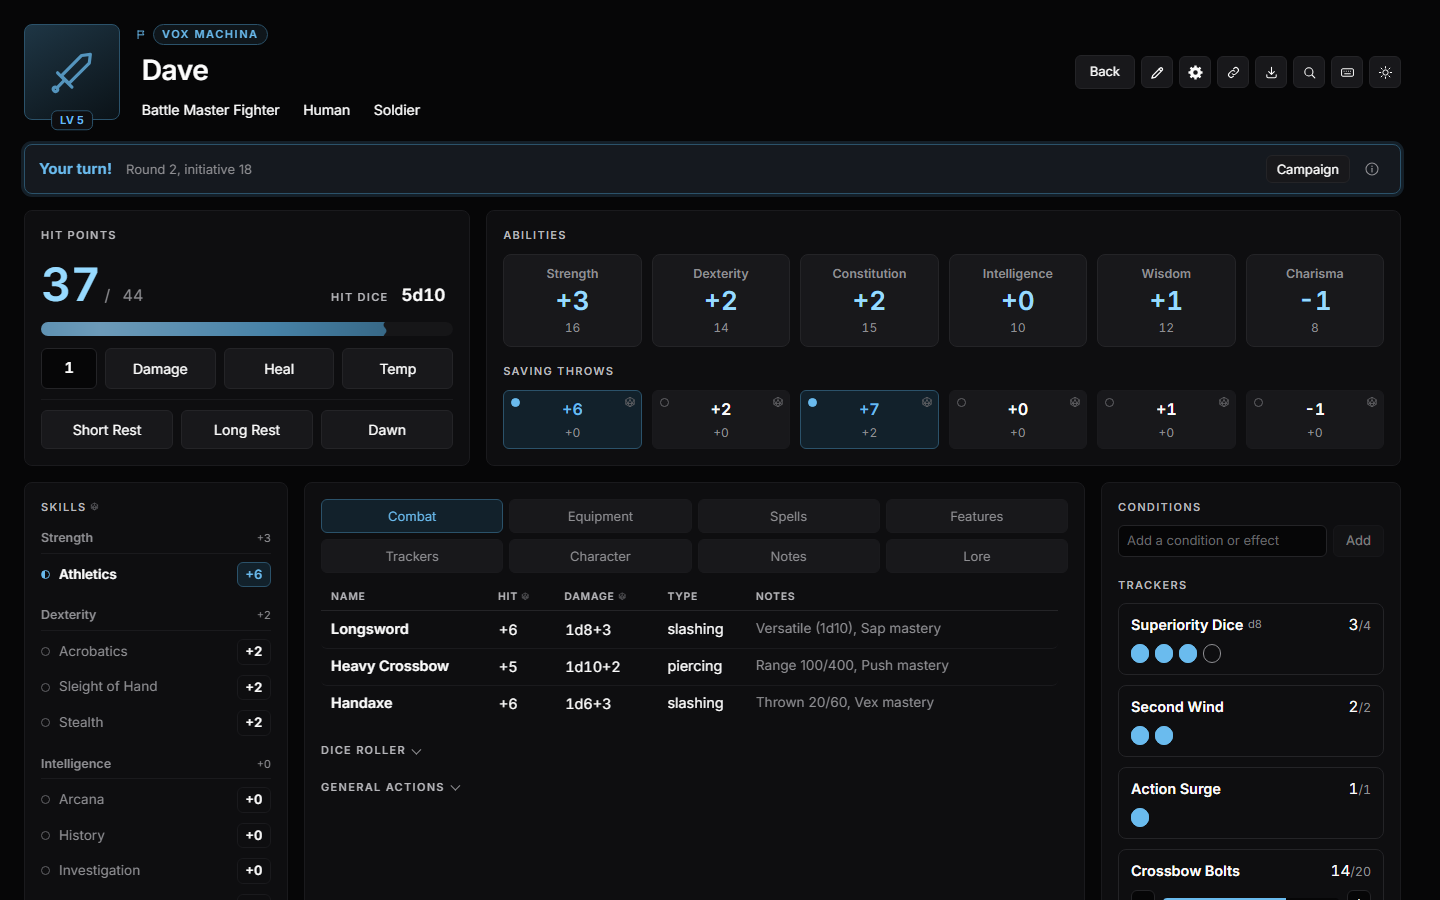 VOX MACHINA
Dave
Battle Master Fighter Human Soldier
LV 5
Back
Your turn! Round 2, initiative 18
Campaign
HIT POINTS
37 / 44
HIT DICE 5d10
1 Damage Heal Temp
Short Rest Long Rest Dawn
ABILITIES
Strength Dexterity Constitution Intelligence Wisdom Charisma
+3 +2 +2 +0 +1 -1
16 14 15 10 12 8
SAVING THROWS
+6 +2 +7 +0 +1 -1
+0 +0 +2 +0 +0 +0
SKILLS
Strength +3
Athletics +6
Dexterity +2
Acrobatics +2
Sleight of Hand +2
Stealth +2
Intelligence +0
Arcana +0
History +0
Investigation +0
Combat Equipment Spells Features
Trackers Character Notes Lore
NAME HIT DAMAGE TYPE NOTES
Longsword +6 1d8+3 slashing Versatile (1d10), Sap mastery
Heavy Crossbow +5 1d10+2 piercing Range 100/400, Push mastery
Handaxe +6 1d6+3 slashing Thrown 20/60, Vex mastery
DICE ROLLER
GENERAL ACTIONS
CONDITIONS
Add a condition or effect Add
TRACKERS
Superiority Dice d8 3/4
Second Wind 2/2
Action Surge 1/1
Crossbow Bolts 14/20